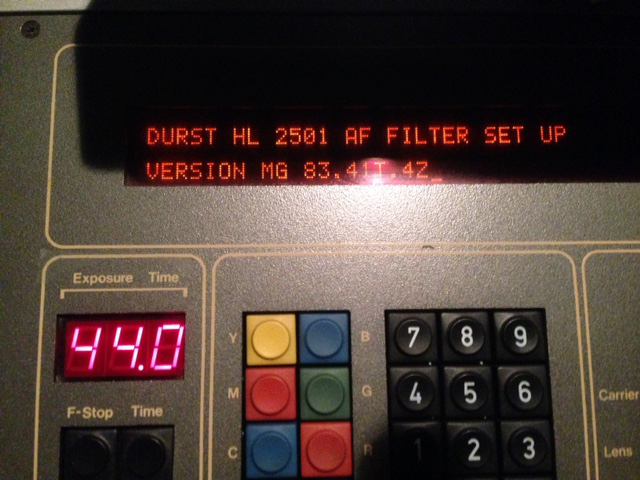 DURST HL 2501 AF FILTER SET UP
VERSION MG 83.41T.4Z_
Exposure Time
44.0
F-Stop Time
Y B 7 8 9
M G 4 5 6
C R 1 2 3
Carrier
Lens